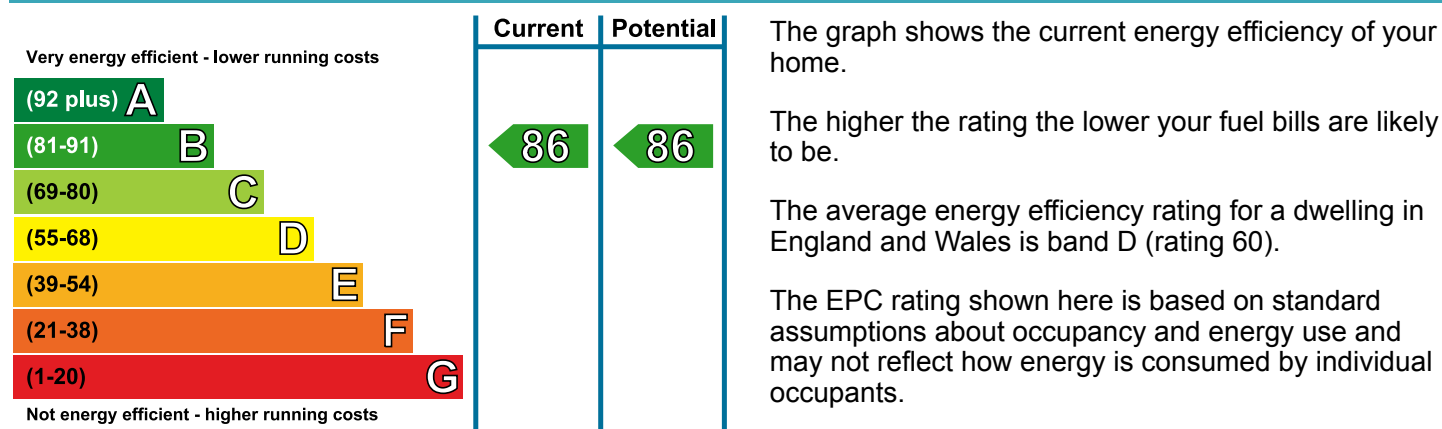 Current Potential
Very energy efficient - lower running costs
(92 plus) A
(81-91) B
86 86
(69-80) C
(55-68) D
(39-54) E
(21-38) F
(1-20) G
Not energy efficient - higher running costs
The graph shows the current energy efficiency of your
home.
The higher the rating the lower your fuel bills are likely
to be.
The average energy efficiency rating for a dwelling in
England and Wales is band D (rating 60).
The EPC rating shown here is based on standard
assumptions about occupancy and energy use and
may not reflect how energy is consumed by individual
occupants.